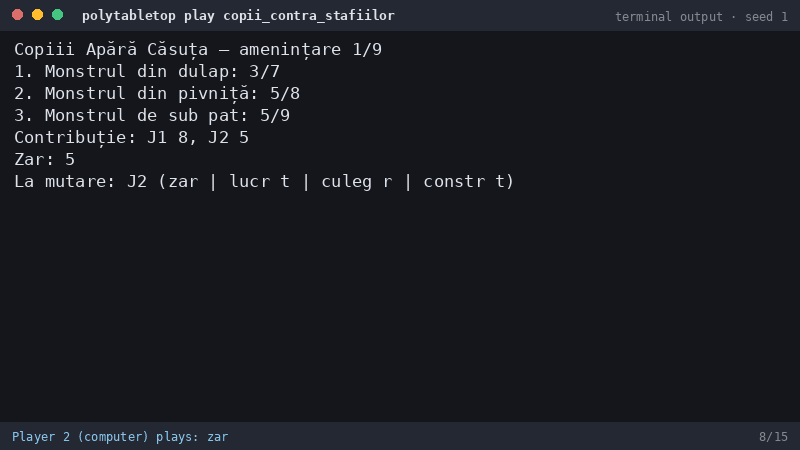 polytabletop play copii_contra_stafiilor
terminal output · seed 1
Copiii Apără Căsuța — amenințare 1/9
1. Monstrul din dulap: 3/7
2. Monstrul din pivniță: 5/8
3. Monstrul de sub pat: 5/9
Contribuție: J1 8, J2 5
Zar: 5
La mutare: J2 (zar | lucr t | culeg r | constr t)
Player 2 (computer) plays: zar
8/15